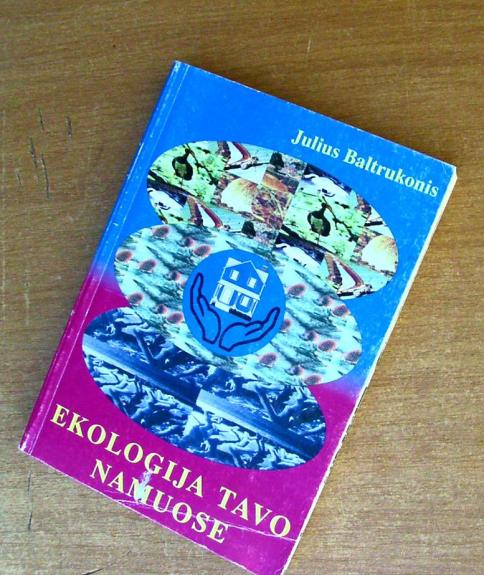 Julius Baltrukonis
EKOLOGIJA TAVO
NAMUOSE